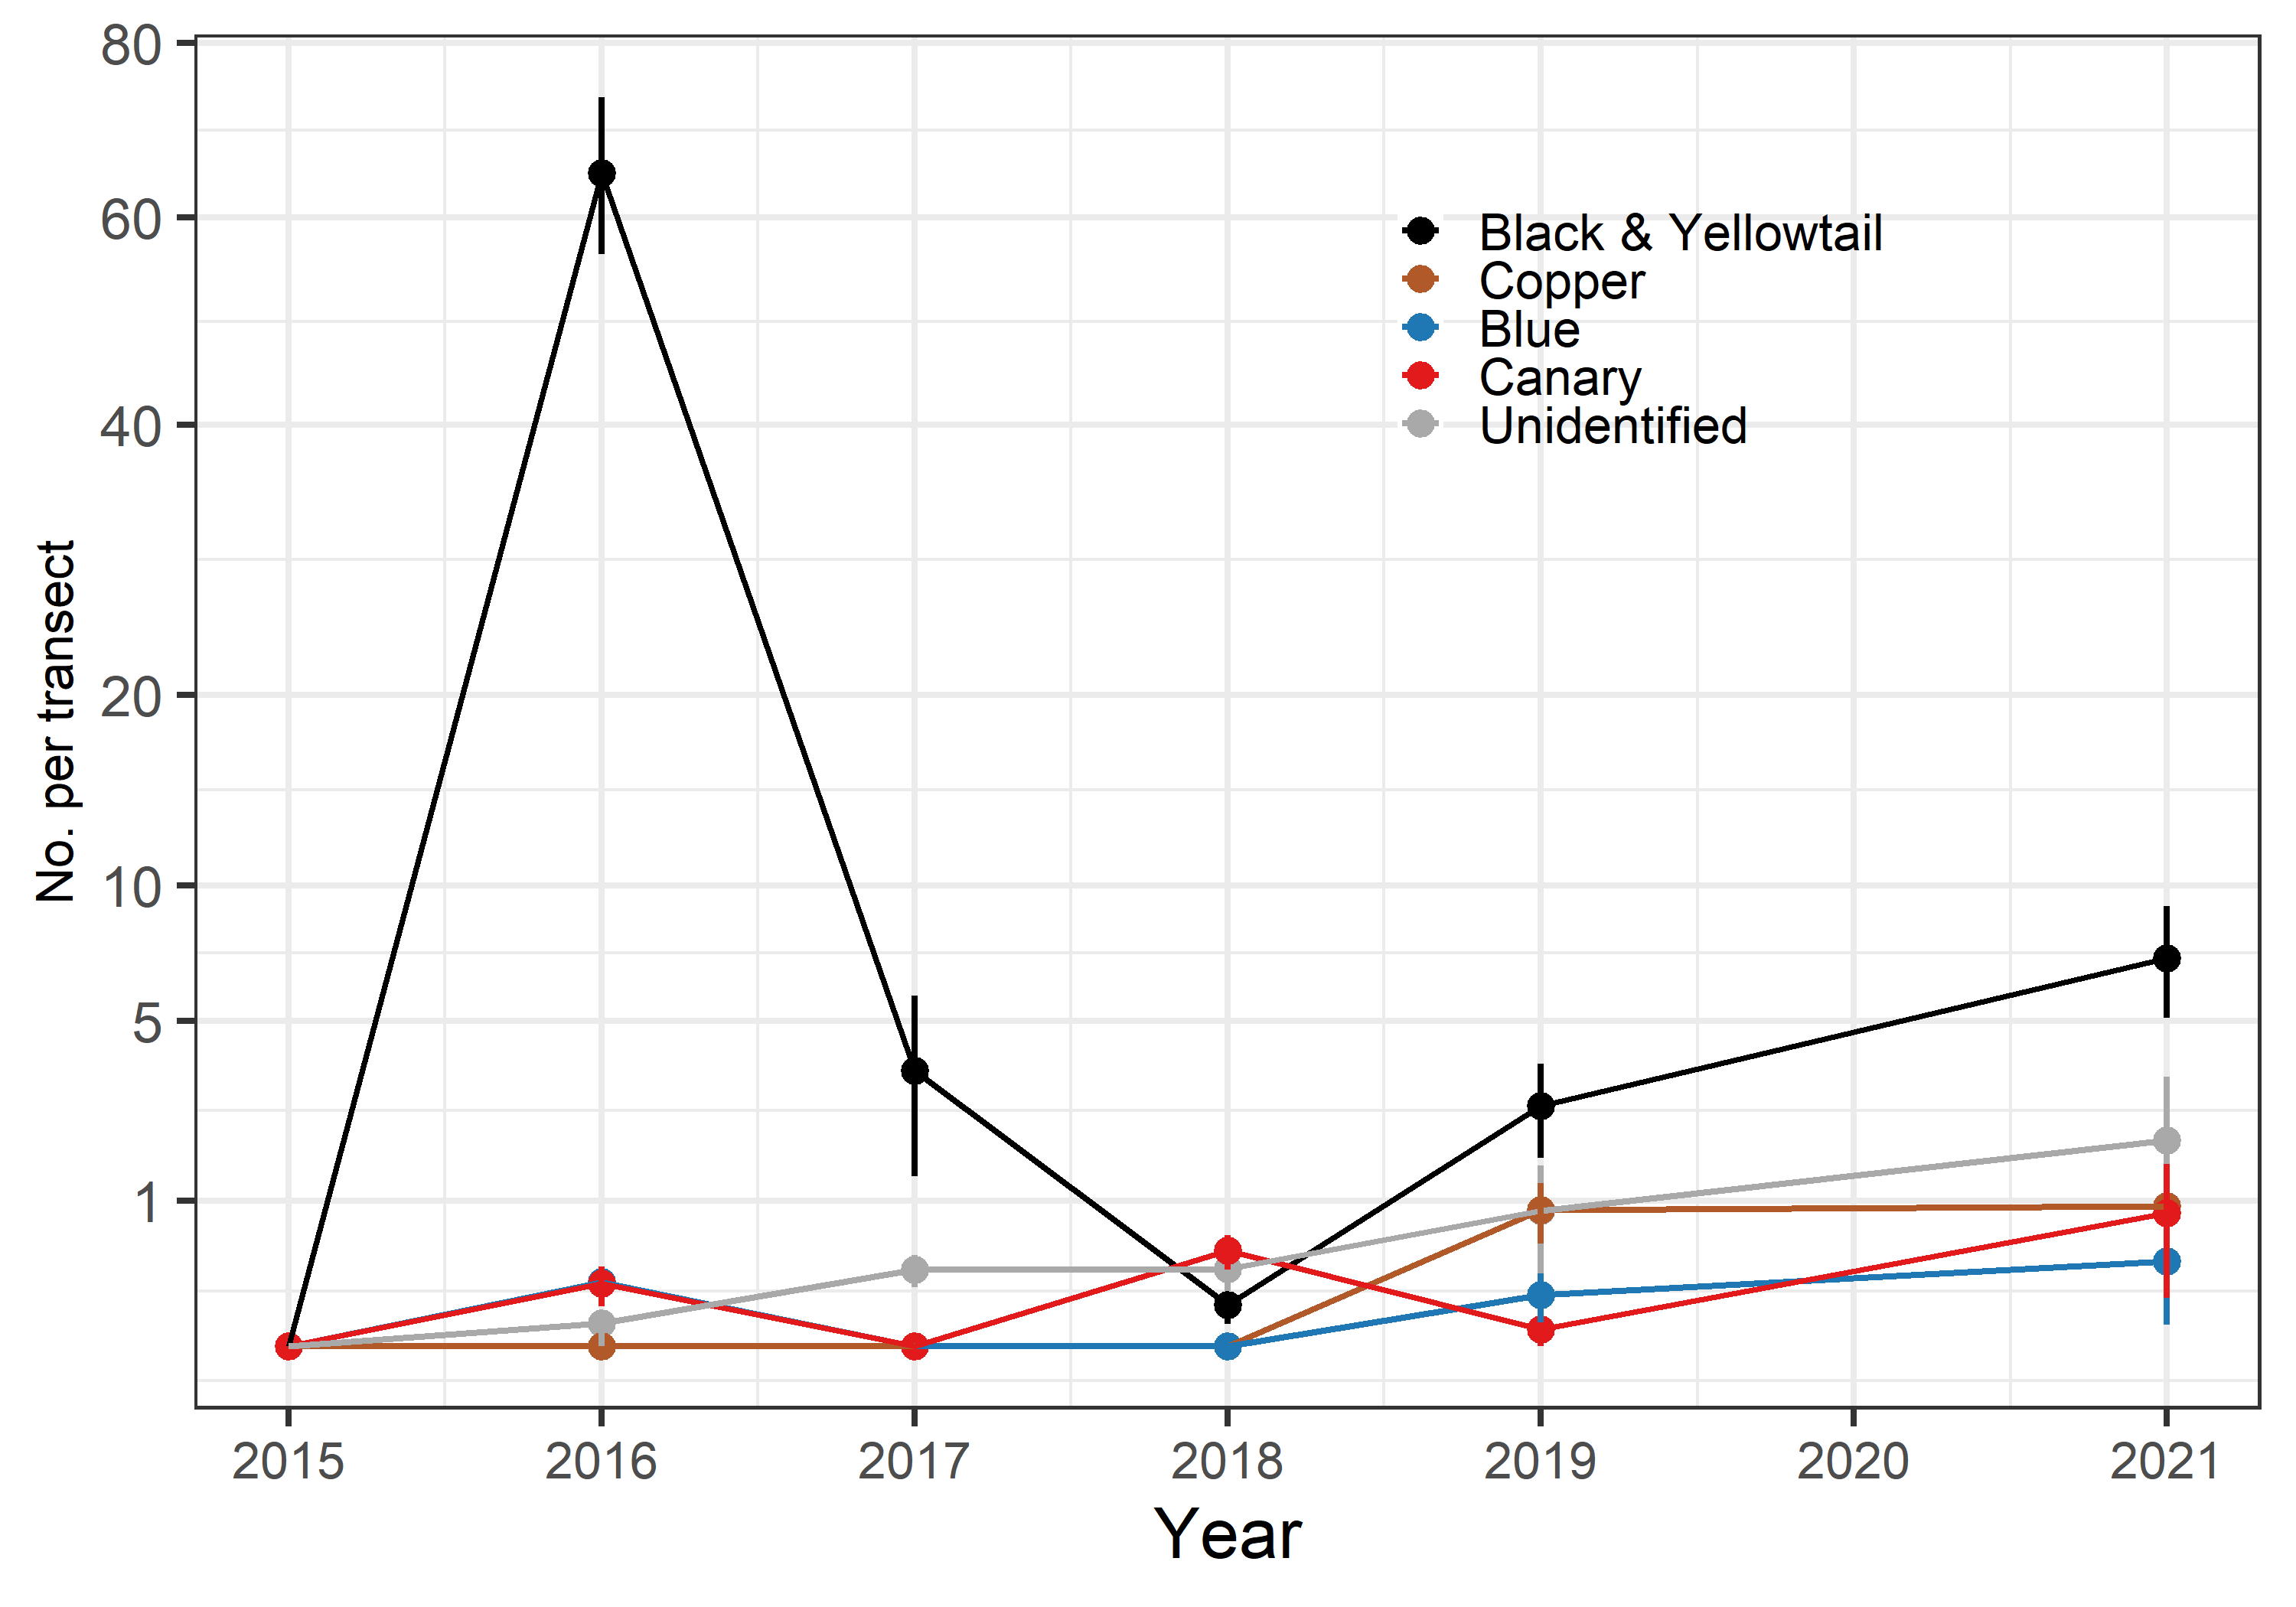 80
60
40
20
10
5
1
No. per transect
Black & Yellowtail
Copper
Blue
Canary
Unidentified
2015 2016 2017 2018 2019 2020 2021
Year